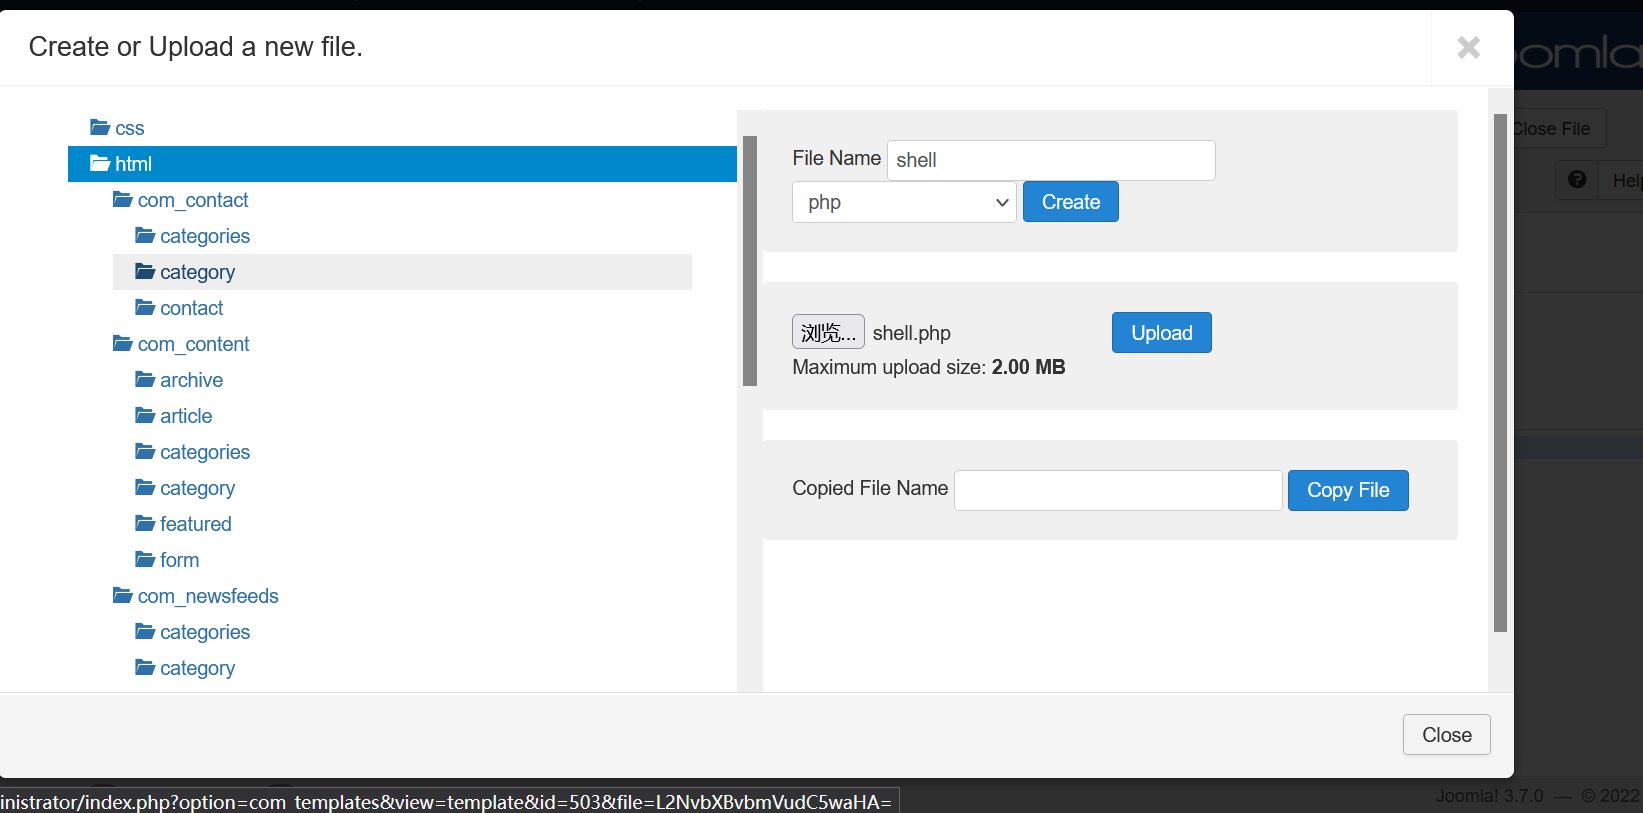 Create or Upload a new file.
css
html
com_contact
categories
category
contact
com_content
archive
article
categories
category
featured
form
com_newsfeeds
categories
category
File Name shell
php Create
浏览... shell.php Upload
Maximum upload size: 2.00 MB
Copied File Name Copy File
Close
oomla
Close File
Help
inistrator/index.php?option=com_templates&view=template&id=503&file=L2NvbXBvbmVudC5waHA=
Joomla! 3.7.0 — © 2022